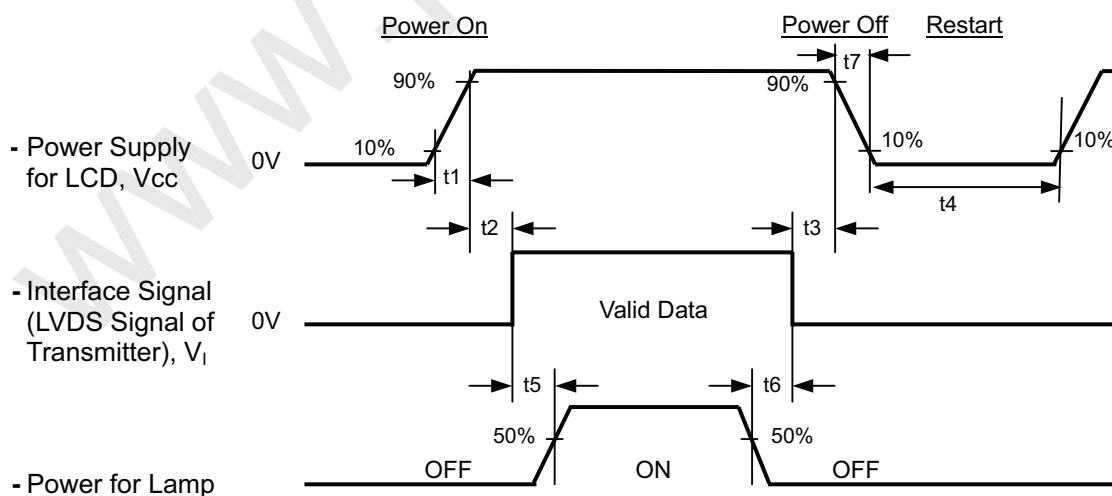 Power On
Power Off
Restart
t7
90%
90%
- Power Supply
for LCD, Vcc
0V
10%
10%
10%
t1
t4
t2
t3
- Interface Signal
(LVDS Signal of
Transmitter), VI
0V
Valid Data
t5
t6
50%
50%
- Power for Lamp
OFF
ON
OFF
www.